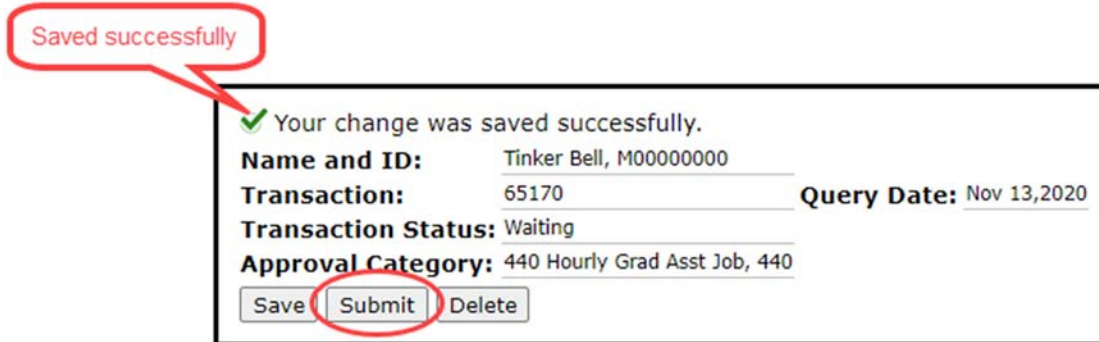 Saved successfully
Your change was saved successfully.
Name and ID: Tinker Bell, M00000000
Transaction: 65170 Query Date: Nov 13,2020
Transaction Status: Waiting
Approval Category: 440 Hourly Grad Asst Job, 440
Save Submit Delete